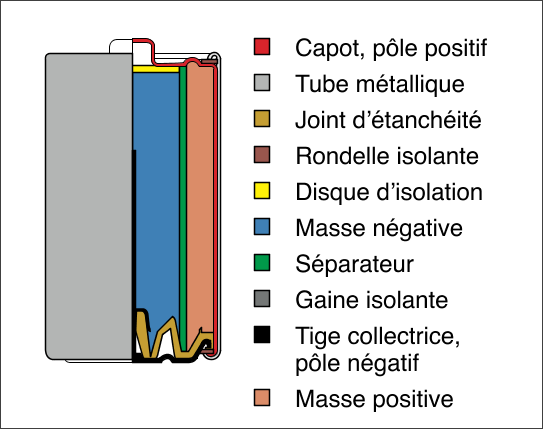 Capot, pôle positif
Tube métallique
Joint d’étanchéité
Rondelle isolante
Disque d’isolation
Masse négative
Séparateur
Gaine isolante
Tige collectrice,
pôle négatif
Masse positive